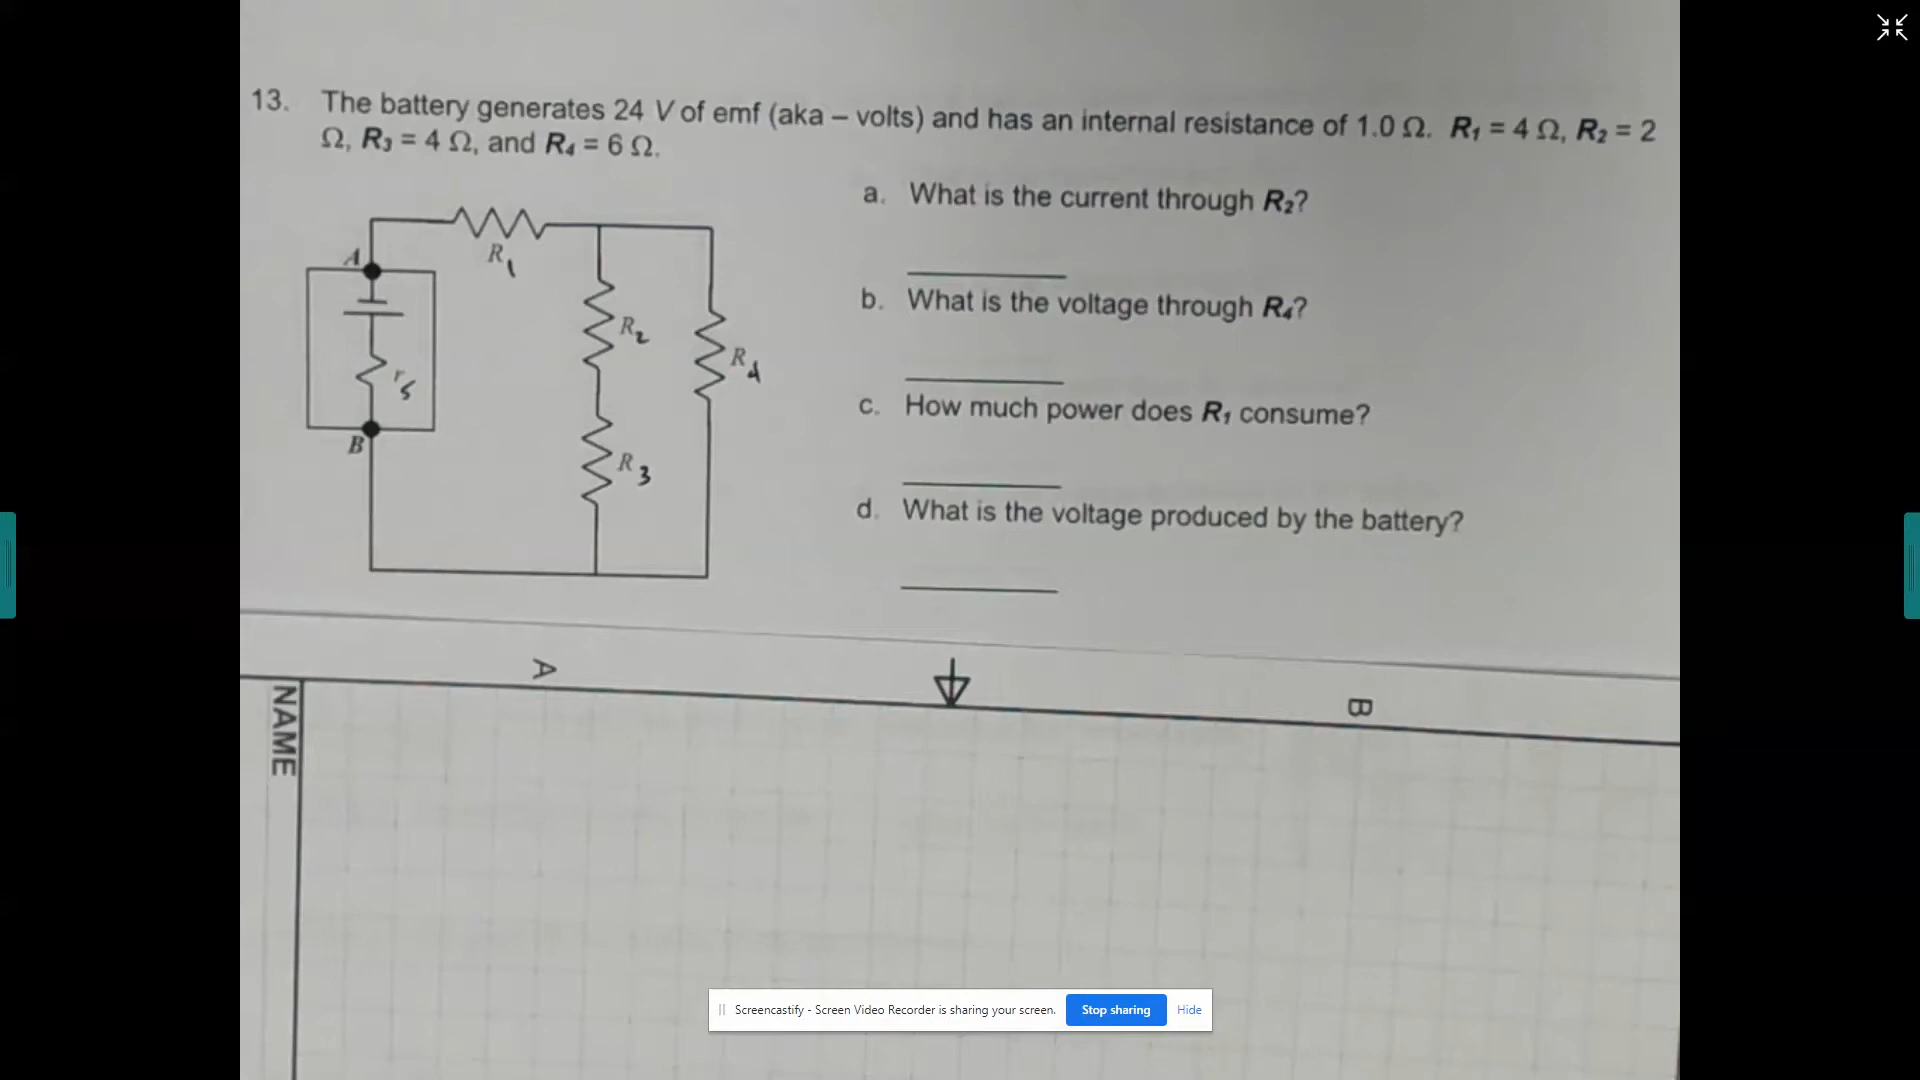 13. The battery generates 24 V of emf (aka – volts) and has an internal resistance of 1.0 Ω. R₁ = 4 Ω, R₂ = 2
Ω, R₃ = 4 Ω, and R₄ = 6 Ω.
a. What is the current through R₂?
b. What is the voltage through R₄?
c. How much power does R₁ consume?
d. What is the voltage produced by the battery?
A
R1
R2
R4
r5
B
R3
A
B
NAME
Screencastify - Screen Video Recorder is sharing your screen.
Stop sharing
Hide